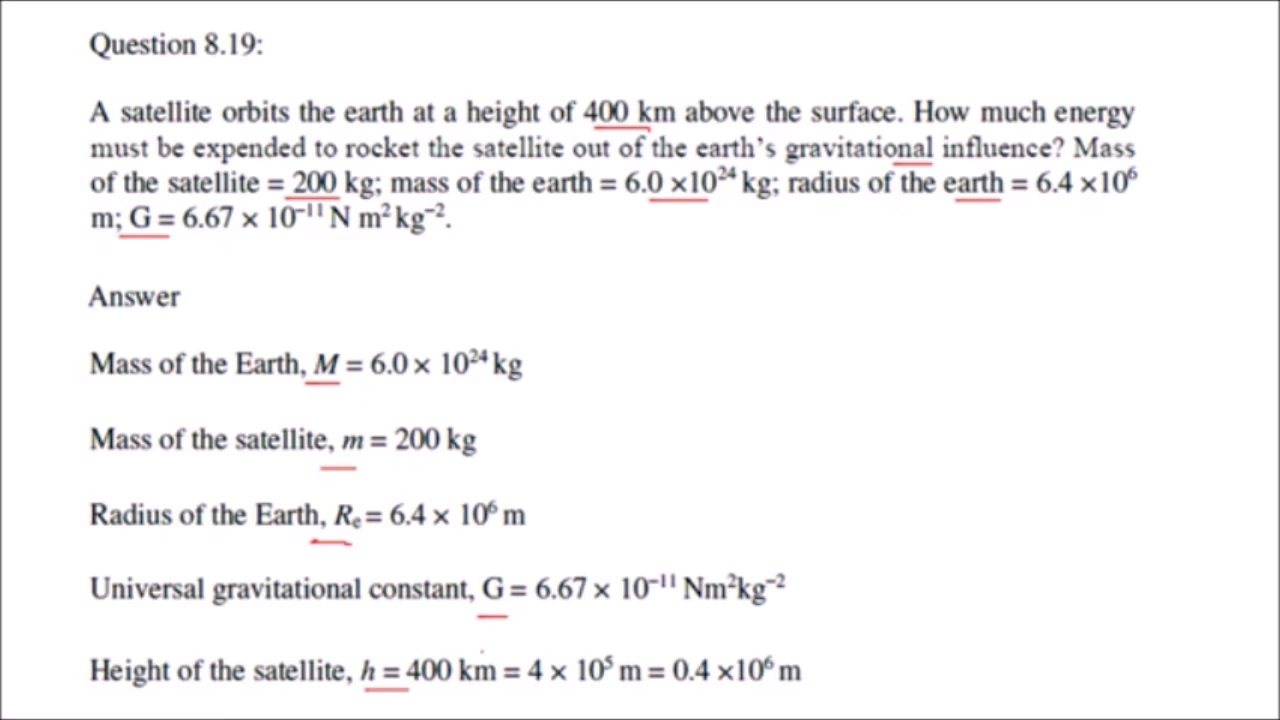 Question 8.19:
A satellite orbits the earth at a height of 400 km above the surface. How much energy
must be expended to rocket the satellite out of the earth’s gravitational influence? Mass
of the satellite = 200 kg; mass of the earth = 6.0 ×10²⁴ kg; radius of the earth = 6.4 ×10⁶
m; G = 6.67 × 10⁻¹¹ N m² kg⁻².
Answer
Mass of the Earth, M = 6.0 × 10²⁴ kg
Mass of the satellite, m = 200 kg
Radius of the Earth, Rₑ = 6.4 × 10⁶ m
Universal gravitational constant, G = 6.67 × 10⁻¹¹ Nm²kg⁻²
Height of the satellite, h = 400 km = 4 × 10⁵ m = 0.4 ×10⁶ m